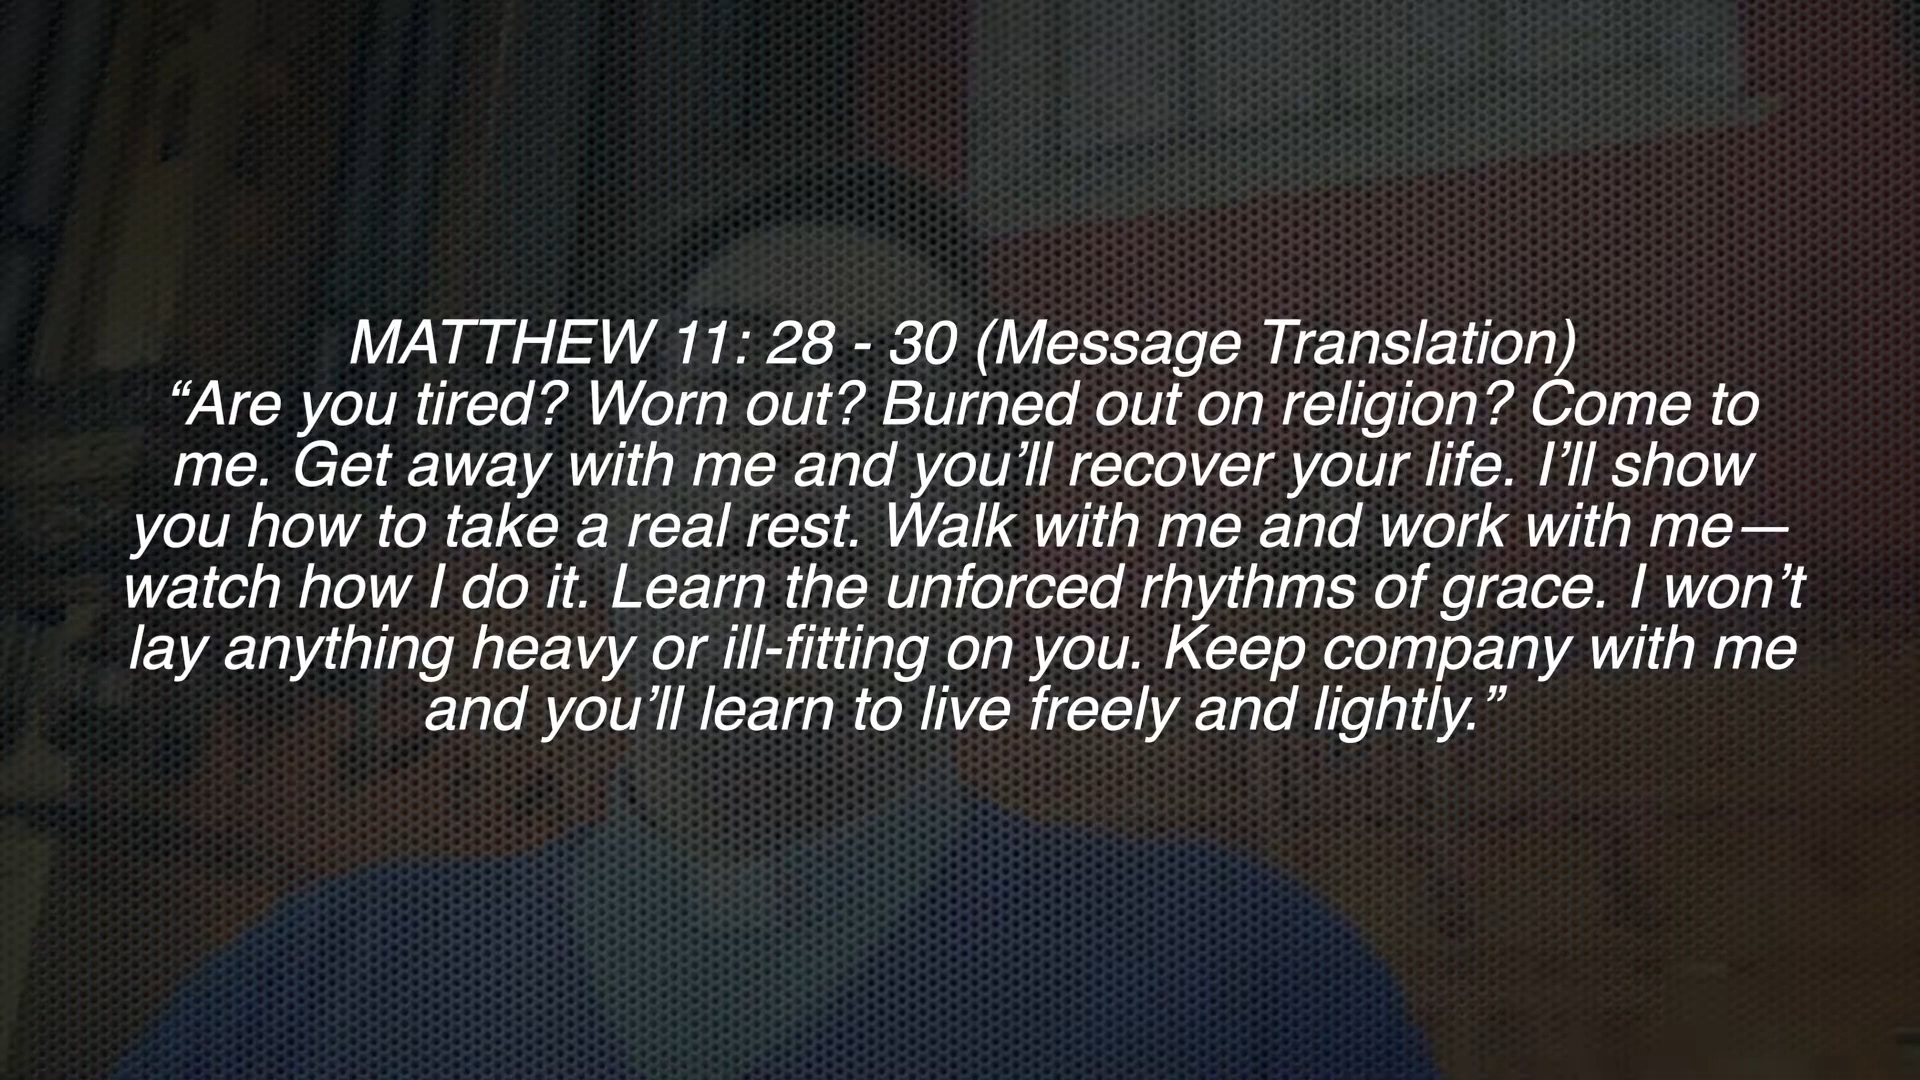 MATTHEW 11: 28 - 30 (Message Translation)
“Are you tired? Worn out? Burned out on religion? Come to
me. Get away with me and you’ll recover your life. I’ll show
you how to take a real rest. Walk with me and work with me—
watch how I do it. Learn the unforced rhythms of grace. I won’t
lay anything heavy or ill-fitting on you. Keep company with me
and you’ll learn to live freely and lightly.”